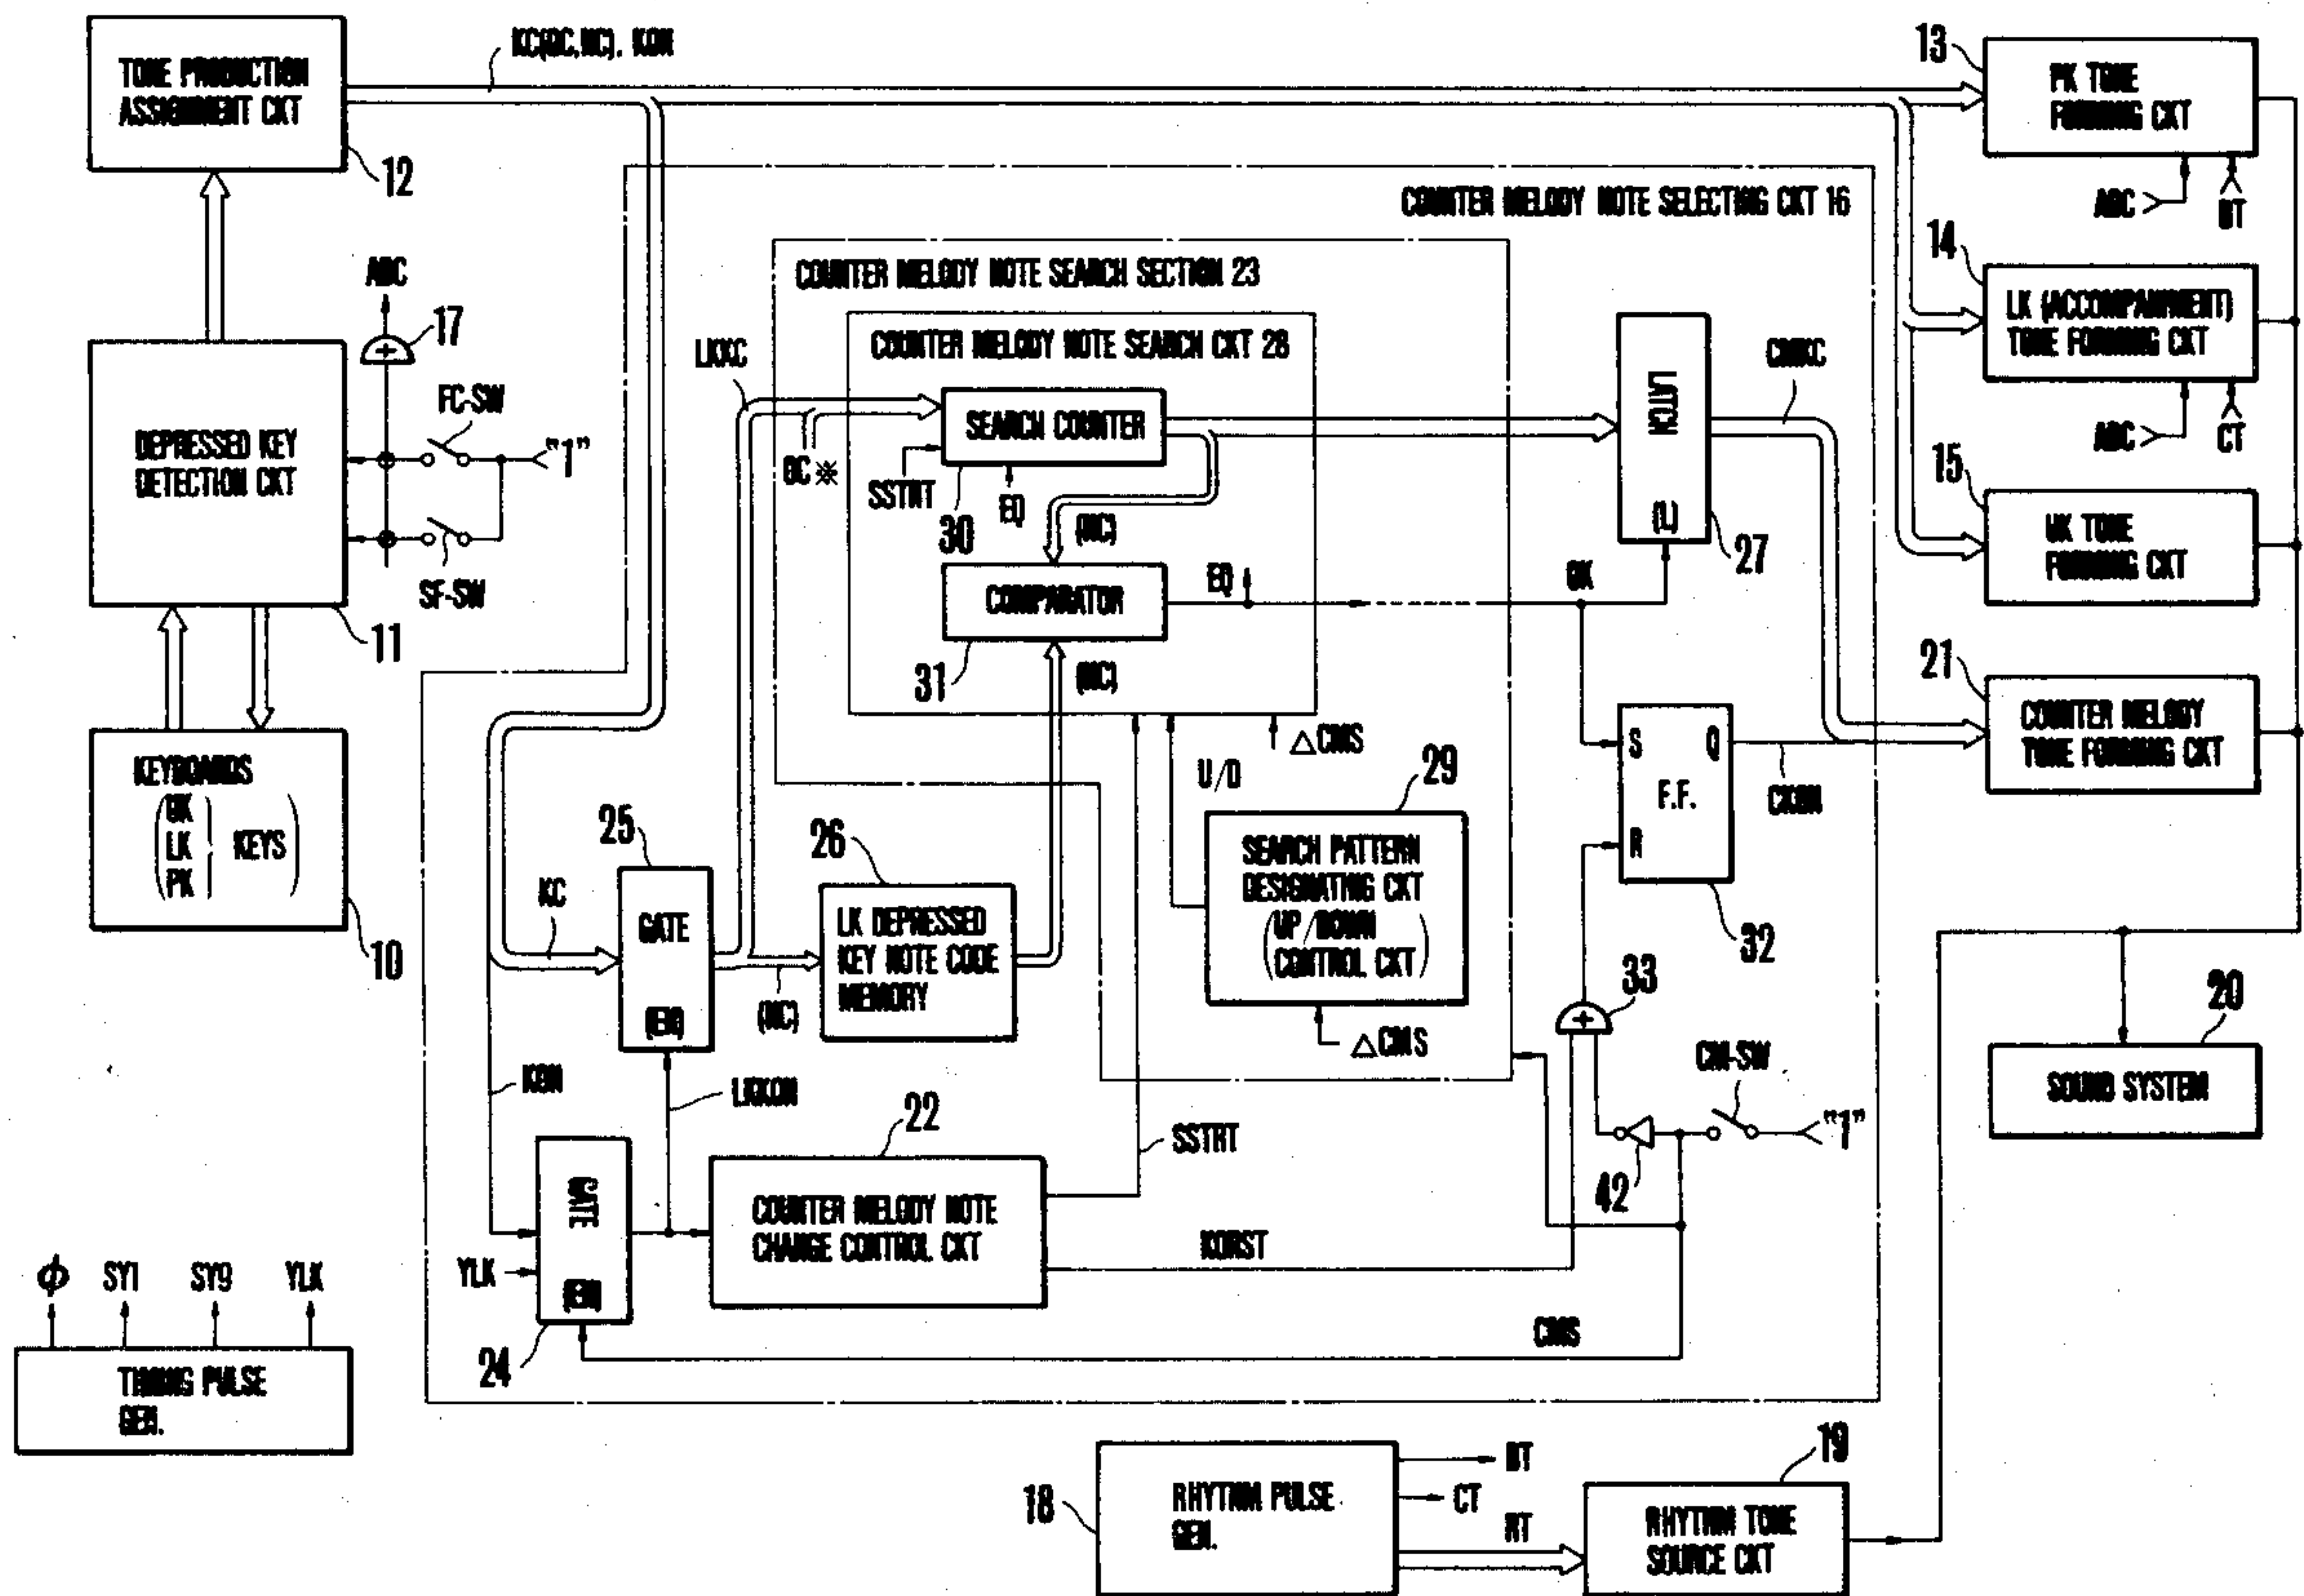 TONE PRODUCTION
ASSIGNMENT CKT
12
KC(OC,NC). KON
13
PK TONE
FORMING CKT
ABC
BT
COUNTER MELODY NOTE SELECTING CKT 16
14
LK (ACCOMPANIMENT)
TONE FORMING CKT
ABC
CT
ABC
17
FC-SW
"1"
SF-SW
DEPRESSED KEY
DETECTION CKT
11
COUNTER MELODY NOTE SEARCH SECTION 23
COUNTER MELODY NOTE SEARCH CKT 28
LKKC
SEARCH COUNTER
OC※
SSTRT
30
EQ
(NC)
COMPARATOR
EQ
31
(NC)
LATCH
(L)
27
CMKC
OK
15
UK TONE
FORMING CKT
21
COUNTER MELODY
TONE FORMING CKT
KEYBOARDS
UK
LK
PK
KEYS
10
△CMS
U/D
29
SEARCH PATTERN
DESIGNATING CKT
UP/DOWN
CONTROL CKT
△CMS
S
Q
F.F.
R
32
CKON
25
GATE
(EN)
KC
26
LK DEPRESSED
KEY NOTE CODE
MEMORY
(NC)
33
20
SOUND SYSTEM
CM-SW
"1"
42
KON
LKKON
22
COUNTER MELODY NOTE
CHANGE CONTROL CKT
SSTRT
KORST
GATE
(EN)
YLK
24
CMS
ϕ
SY1
SY9
YLK
TIMING PULSE
GEN.
18
RHYTHM PULSE
GEN.
BT
CT
RT
19
RHYTHM TONE
SOURCE CKT